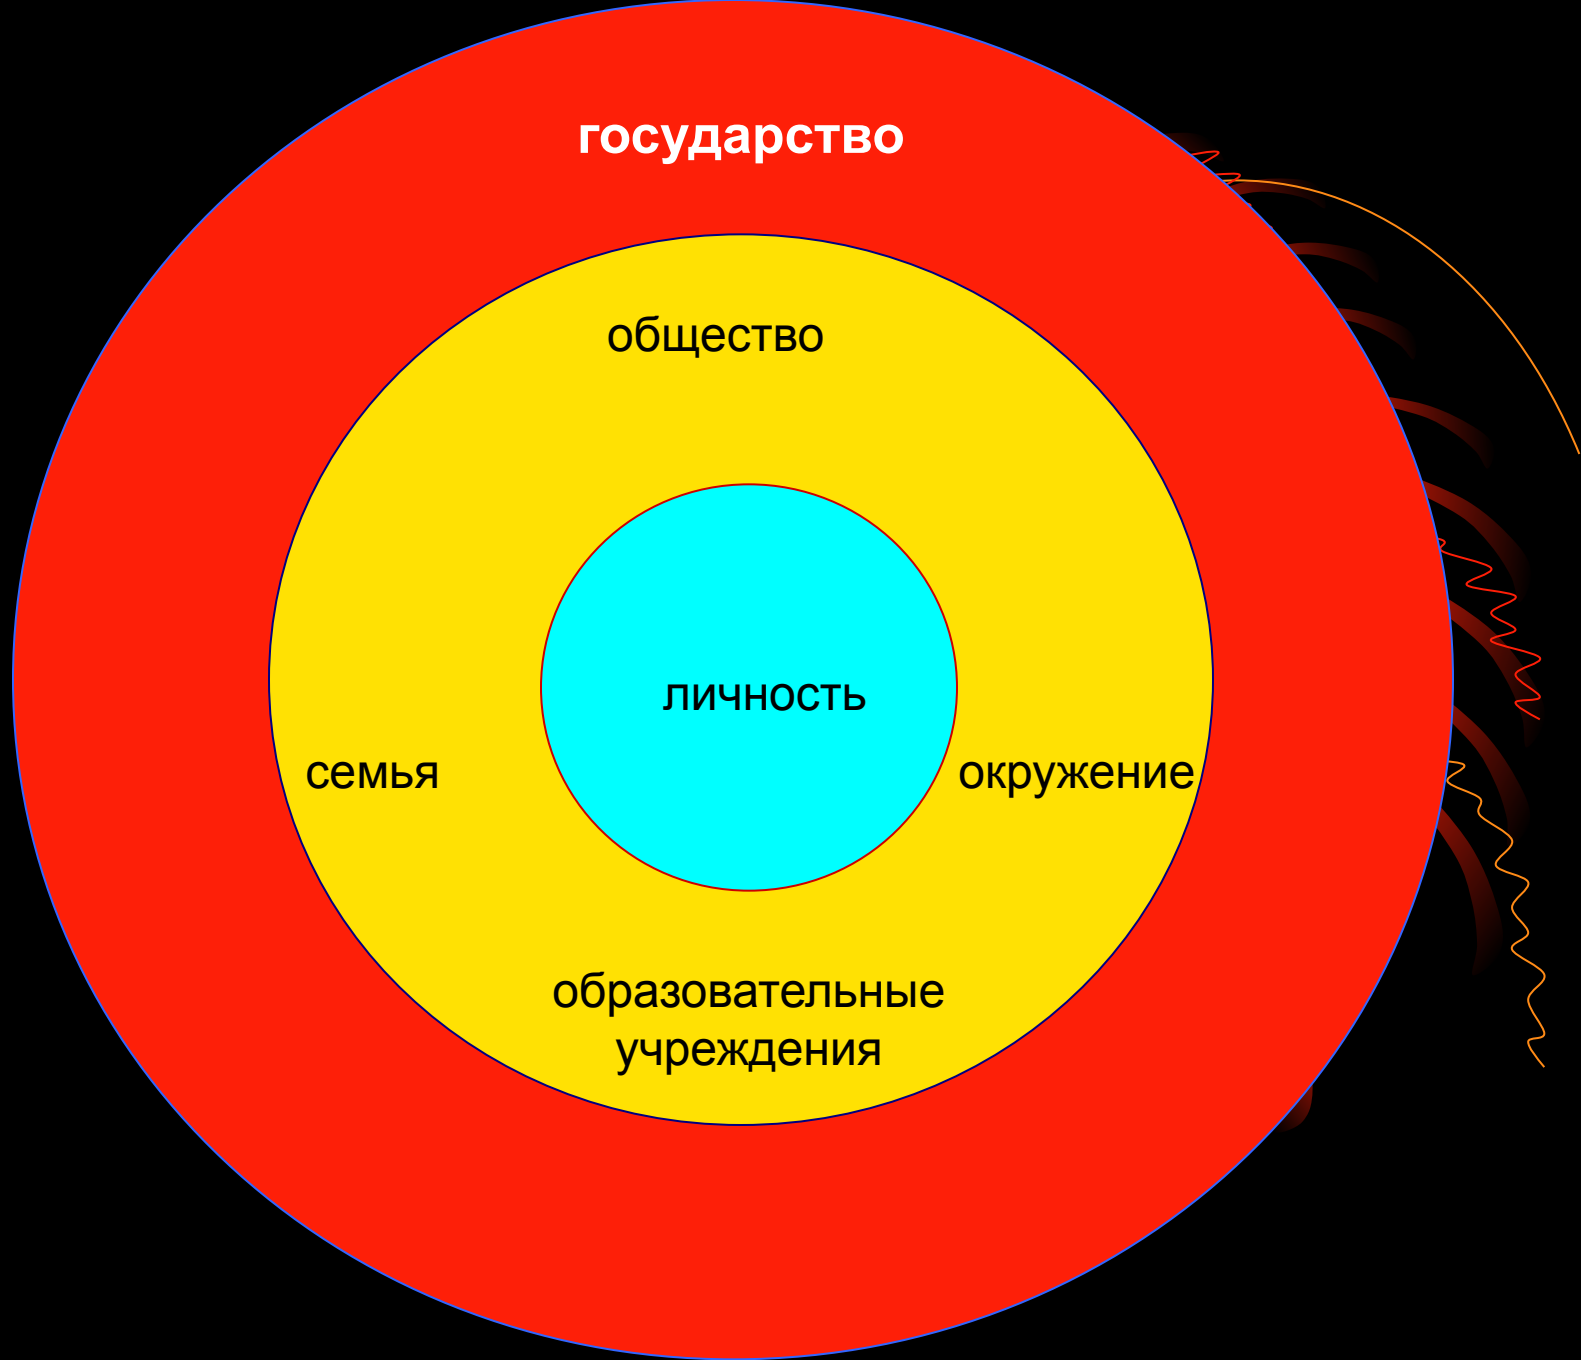 государство
общество
личность
семья
окружение
образовательные
учреждения